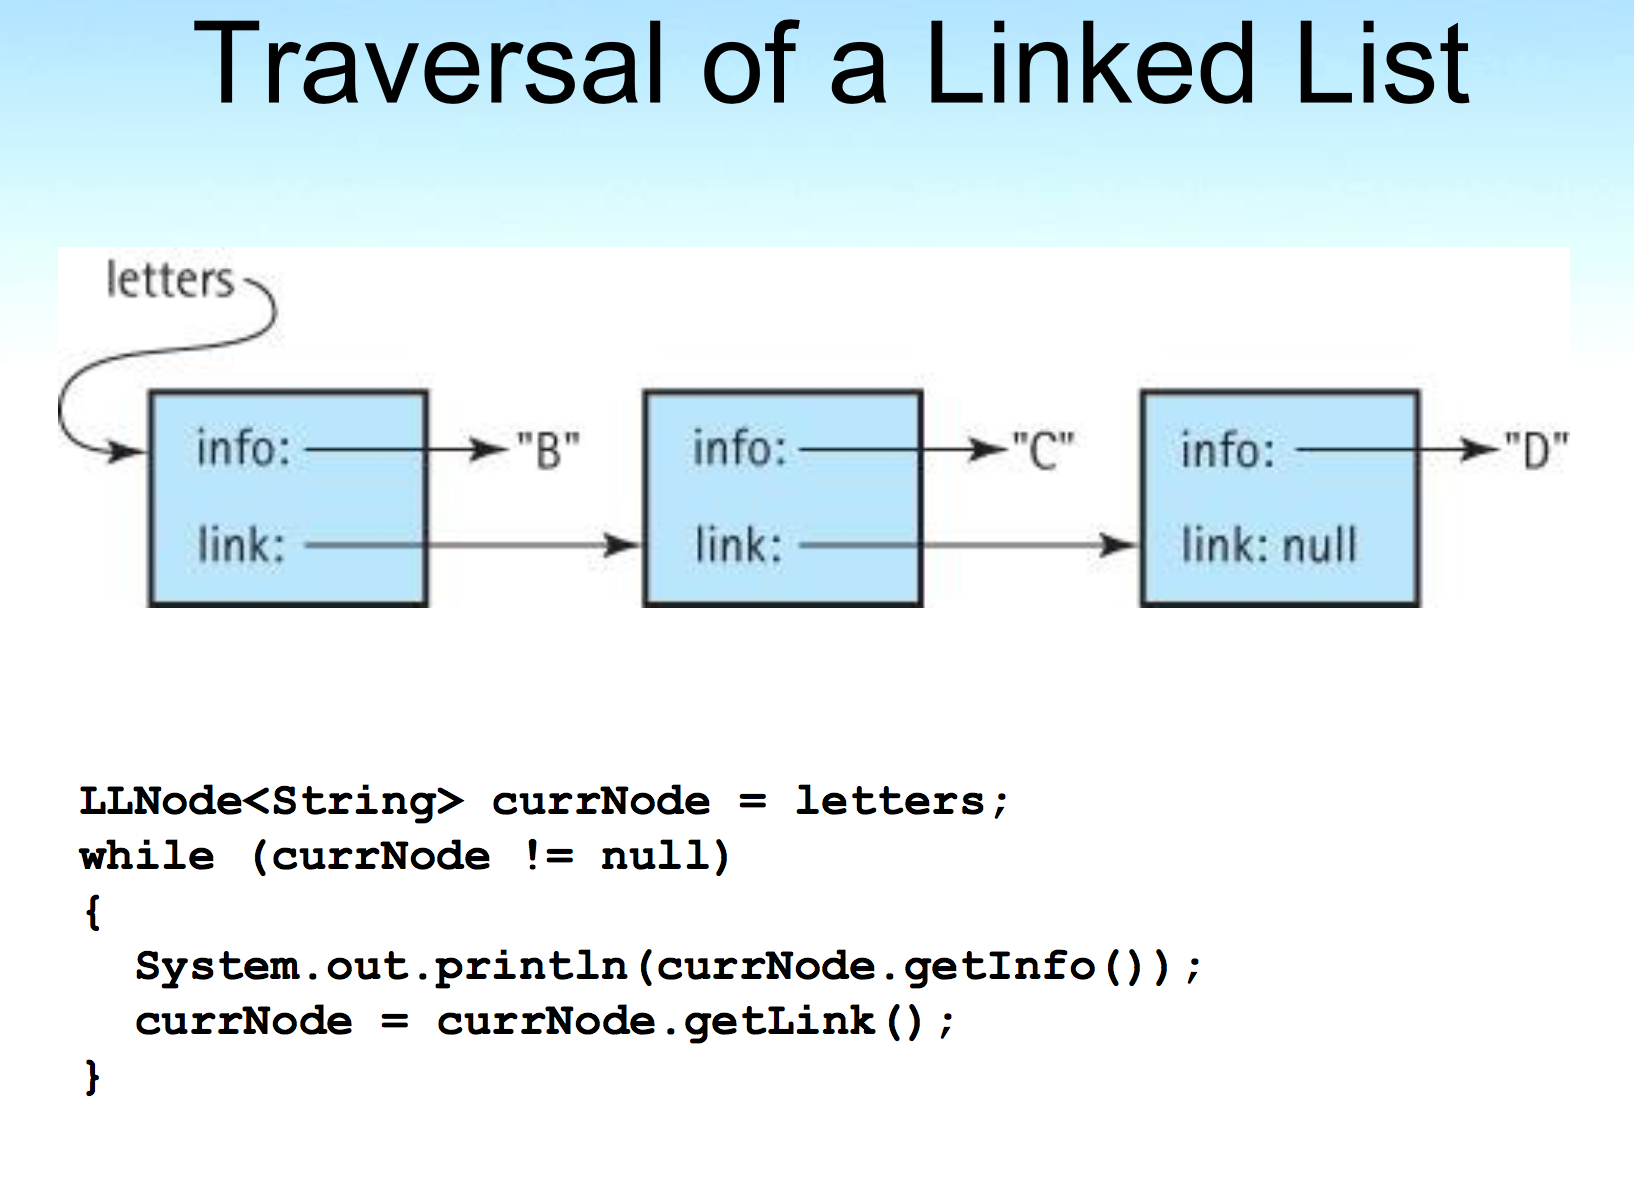 Traversal of a Linked List
letters
info: "B" info: "C" info: "D"
link: link: link: null
LLNode<String> currNode = letters;
while (currNode != null)
{
  System.out.println(currNode.getInfo());
  currNode = currNode.getLink();
}